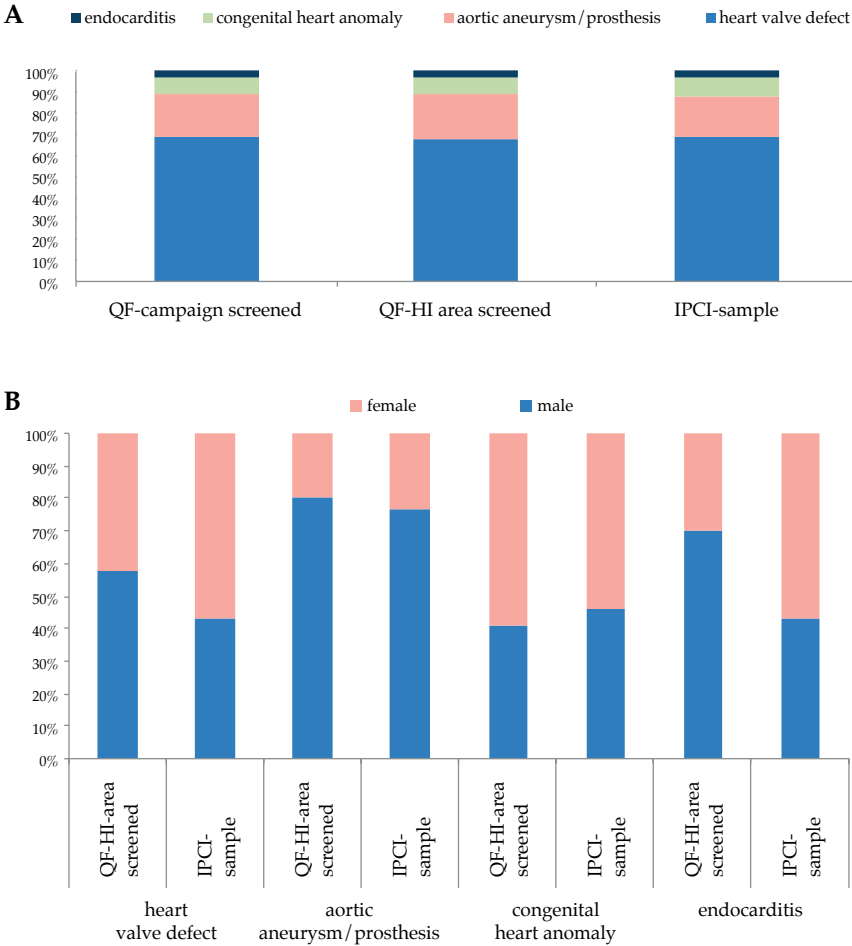 A
endocarditis congenital heart anomaly aortic aneurysm/prosthesis heart valve defect
100%
90%
80%
70%
60%
50%
40%
30%
20%
10%
0%
QF-campaign screened QF-HI area screened IPCI-sample
B
female male
100%
90%
80%
70%
60%
50%
40%
30%
20%
10%
0%
QF-HI-area
screened
IPCI-
sample
QF-HI-area
screened
IPCI-
sample
QF-HI-area
screened
IPCI-
sample
QF-HI-area
screened
IPCI-
sample
heart
valve defect
aortic
aneurysm/prosthesis
congenital
heart anomaly
endocarditis